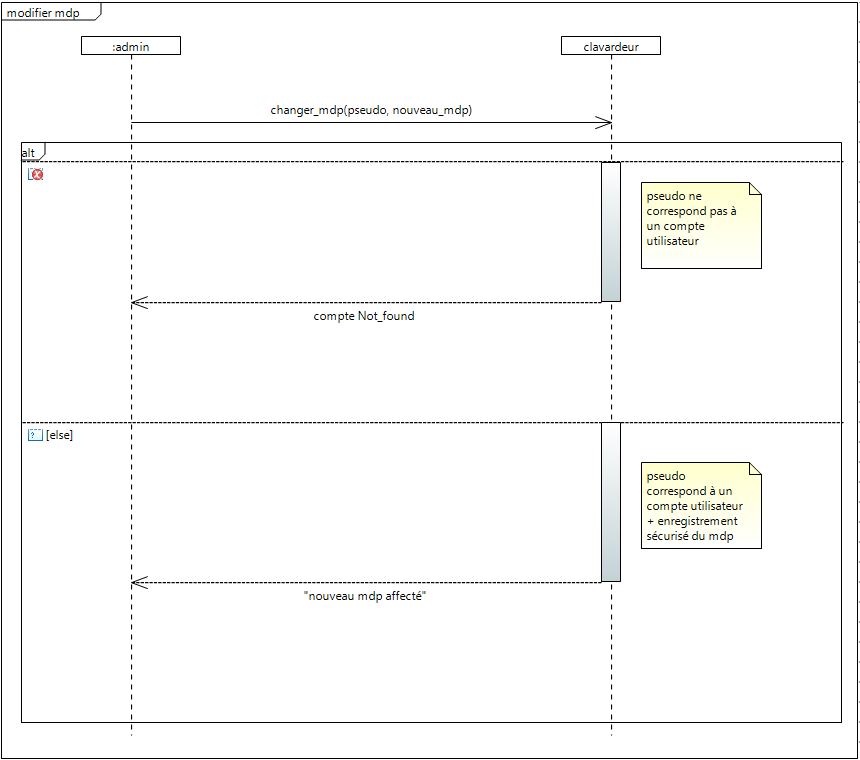 modifier mdp
:admin
clavardeur
changer_mdp(pseudo, nouveau_mdp)
alt
pseudo ne
correspond pas à
un compte
utilisateur
compte Not_found
[else]
pseudo
correspond à un
compte utilisateur
+ enregistrement
sécurisé du mdp
"nouveau mdp affecté"